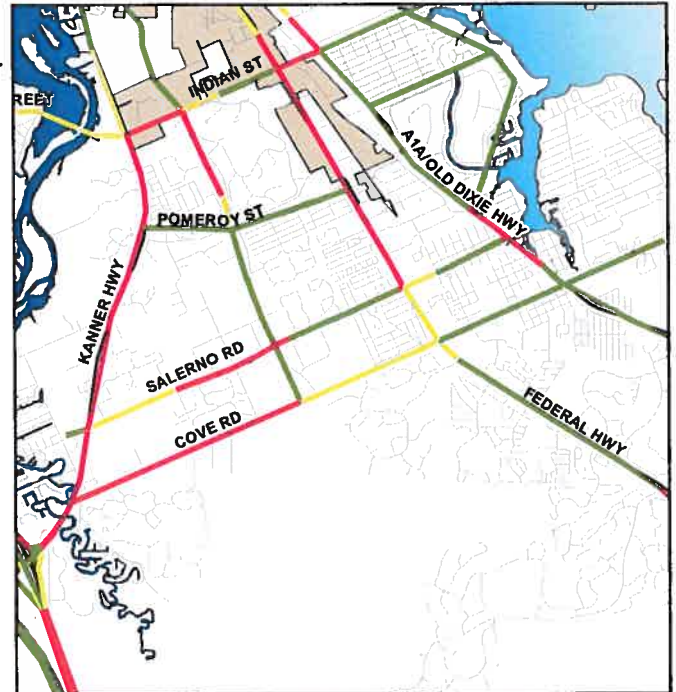 INDIAN ST
REET
A1A/OLD DIXIE HWY
POMEROY ST
KANNER HWY
SALERNO RD
COVE RD
FEDERAL HWY